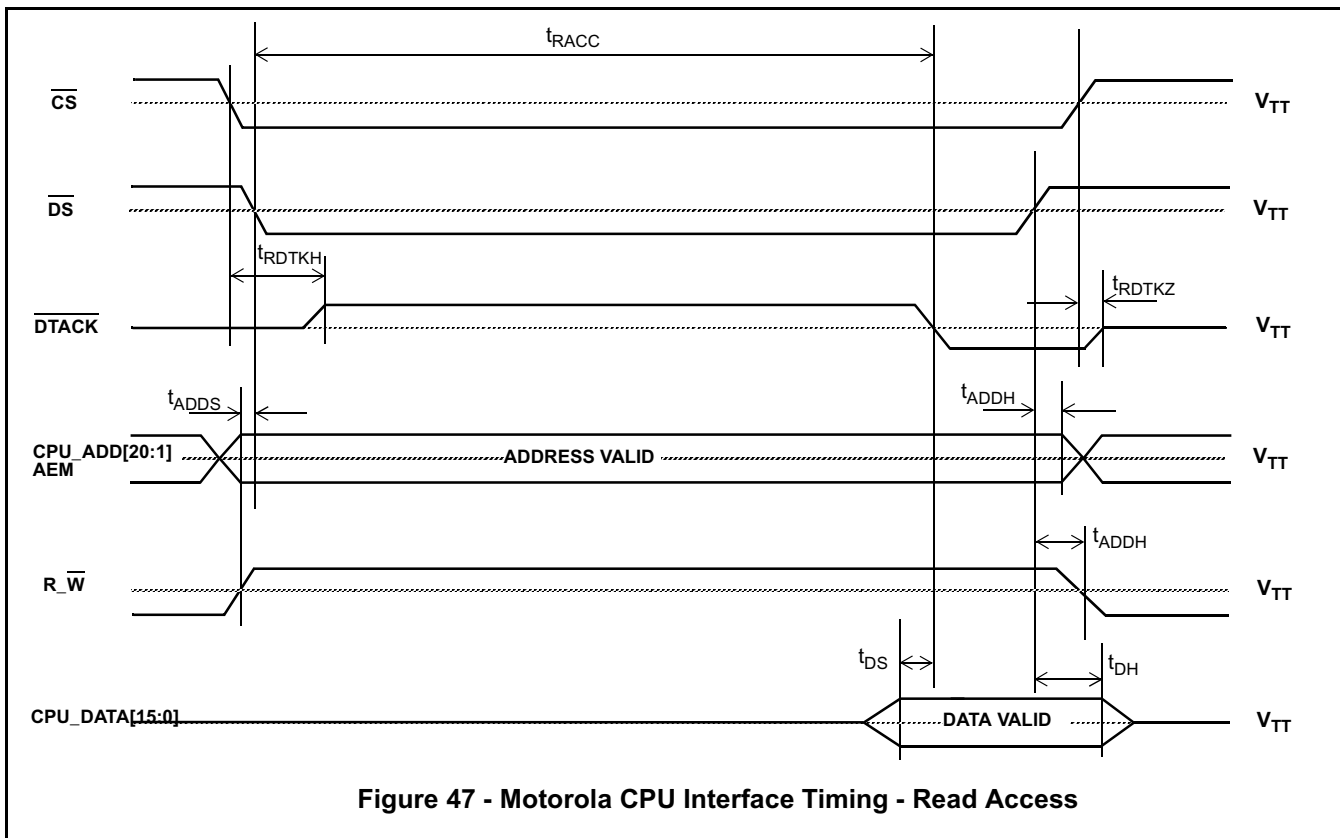 tRACC
CS
VTT
DS
VTT
tRDTKH
tRDTKZ
DTACK
VTT
tADDS
tADDH
CPU_ADD[20:1]
AEM
ADDRESS VALID
VTT
tADDH
R_W
VTT
tDS
tDH
CPU_DATA[15:0]
DATA VALID
VTT
Figure 47 - Motorola CPU Interface Timing - Read Access